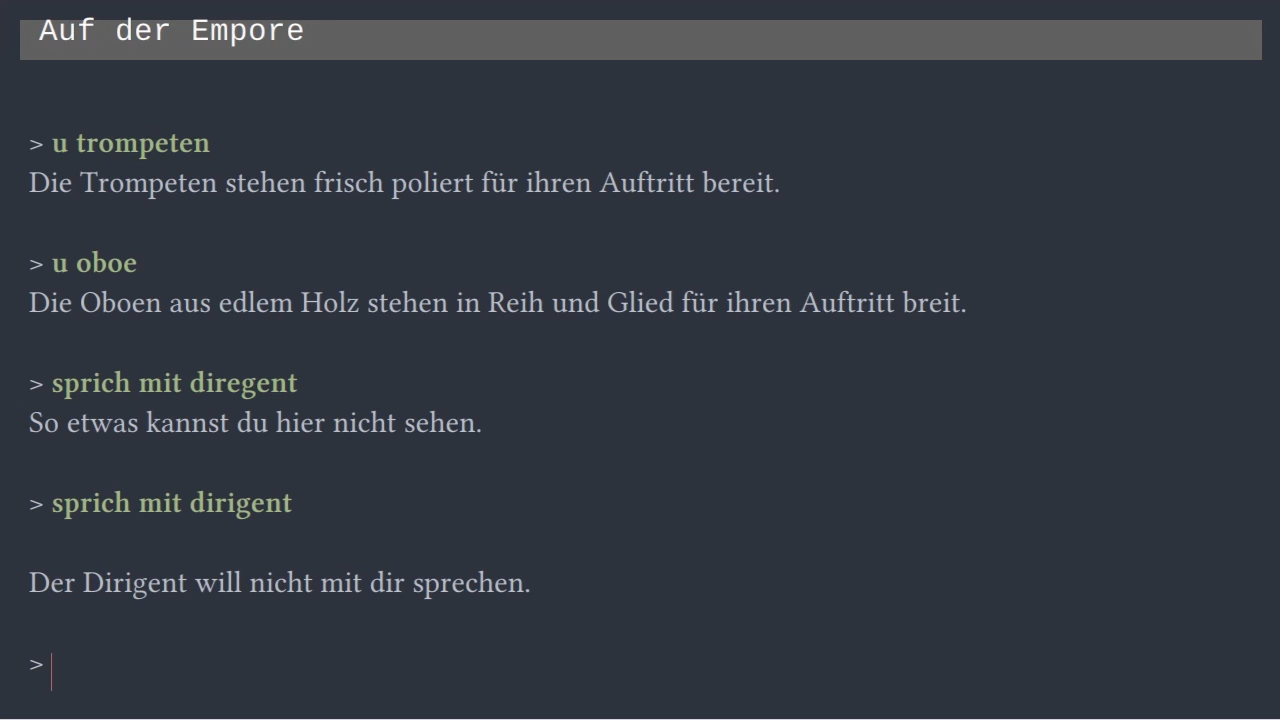 Auf der Empore
> u trompeten
Die Trompeten stehen frisch poliert für ihren Auftritt bereit.
> u oboe
Die Oboen aus edlem Holz stehen in Reih und Glied für ihren Auftritt breit.
> sprich mit diregent
So etwas kannst du hier nicht sehen.
> sprich mit dirigent
Der Dirigent will nicht mit dir sprechen.
>